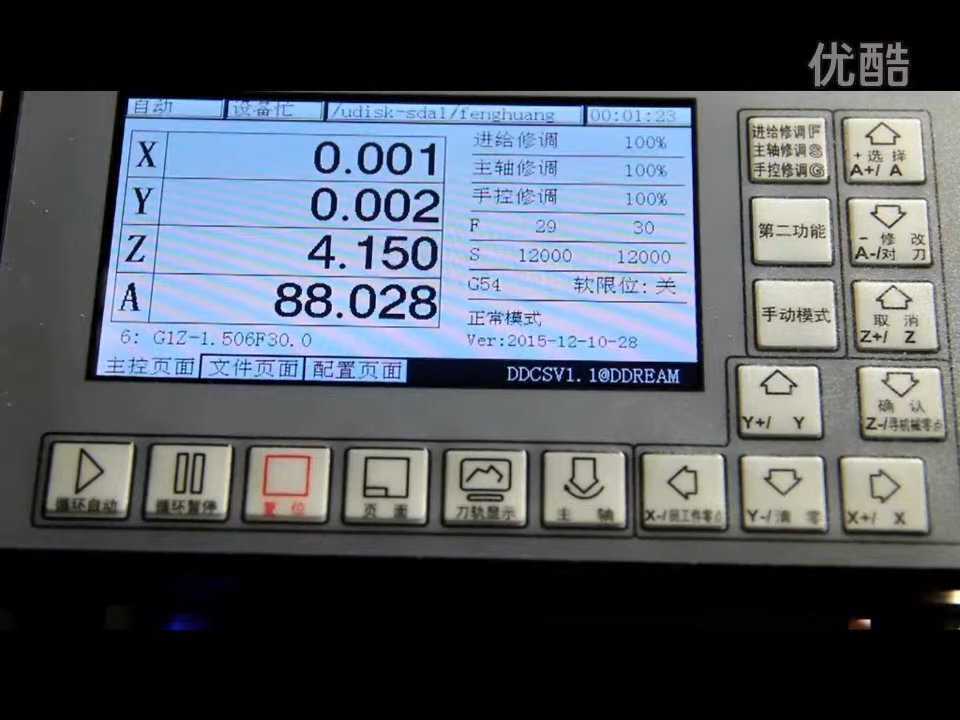 优酷
自动 设备忙 /udisk-sda1/fenghuang 00:01:23
X 0.001
Y 0.002
Z 4.150
A 88.028
进给修调 100%
主轴修调 100%
手控修调 100%
F 29 30
S 12000 12000
G54 软限位: 关
正常模式
Ver:2015-12-10-28
6: G1Z-1.506F30.0
主控页面 文件页面 配置页面 DDCSV1.1@DDREAM
进给修调F
主轴修调S
手控修调G
+选择
A+/ A
第二功能
-修改
A-/对刀
手动模式
取消
Z+/ Z
Y+/ Y
确认
Z-/寻机械零点
循环自动
循环暂停
复位
页面
刀轨显示
主轴
X-/回工件零点
Y-/清零
X+/ X